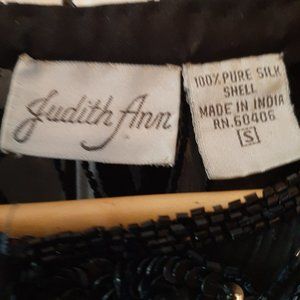 Judith Ann
100% PURE SILK
SHELL
MADE IN INDIA
RN.60406
S